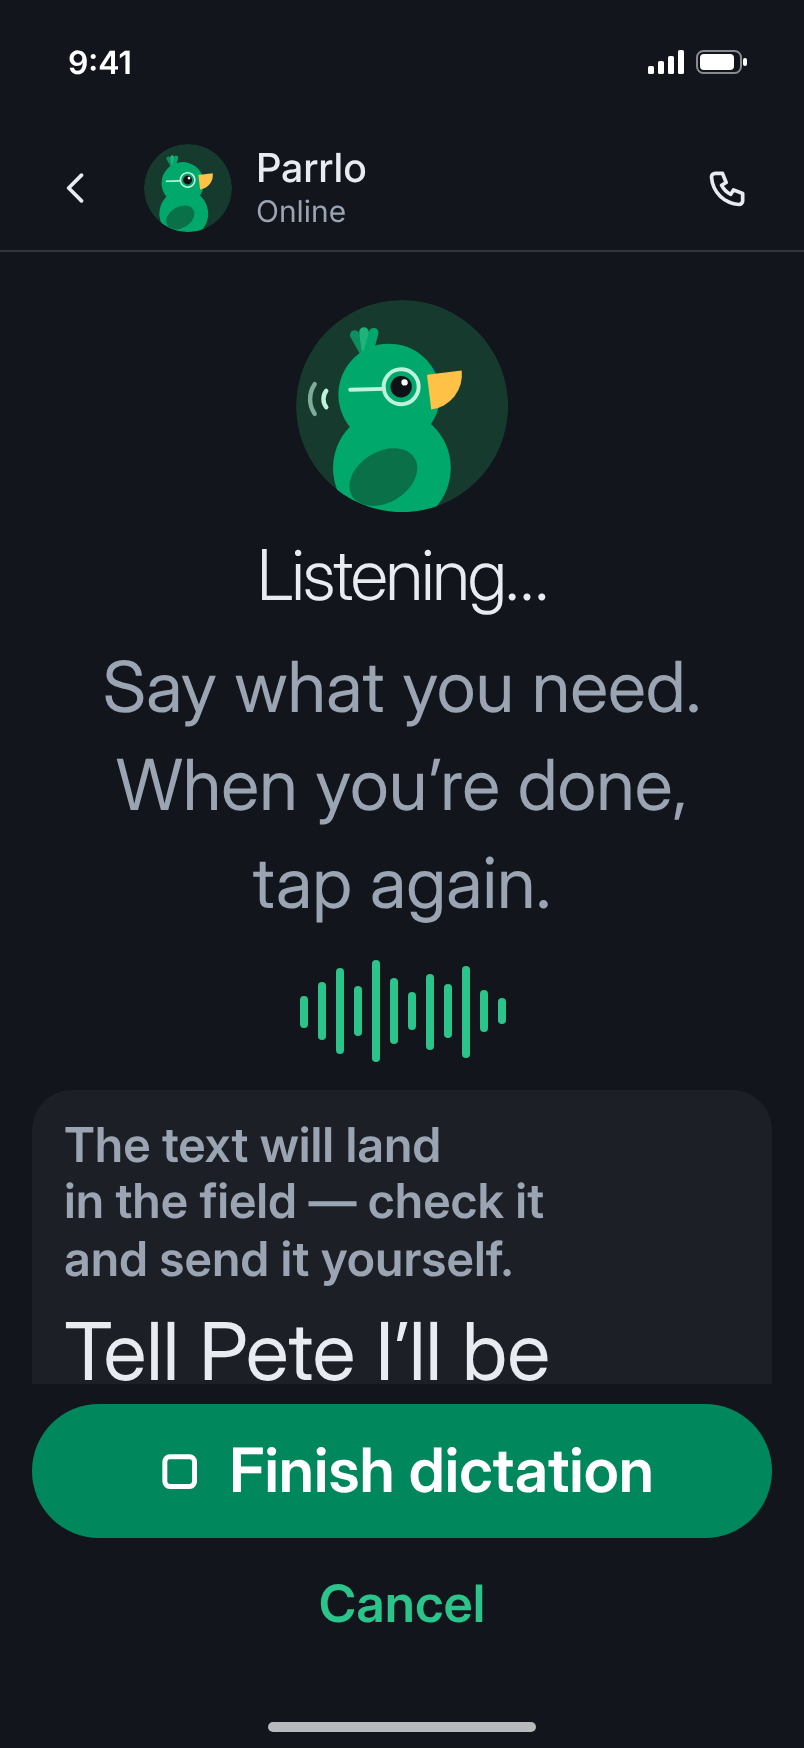 9:41
Parrlo
Online
Listening...
Say what you need.
When you’re done,
tap again.
The text will land
in the field — check it
and send it yourself.
Tell Pete I’ll be
Finish dictation
Cancel